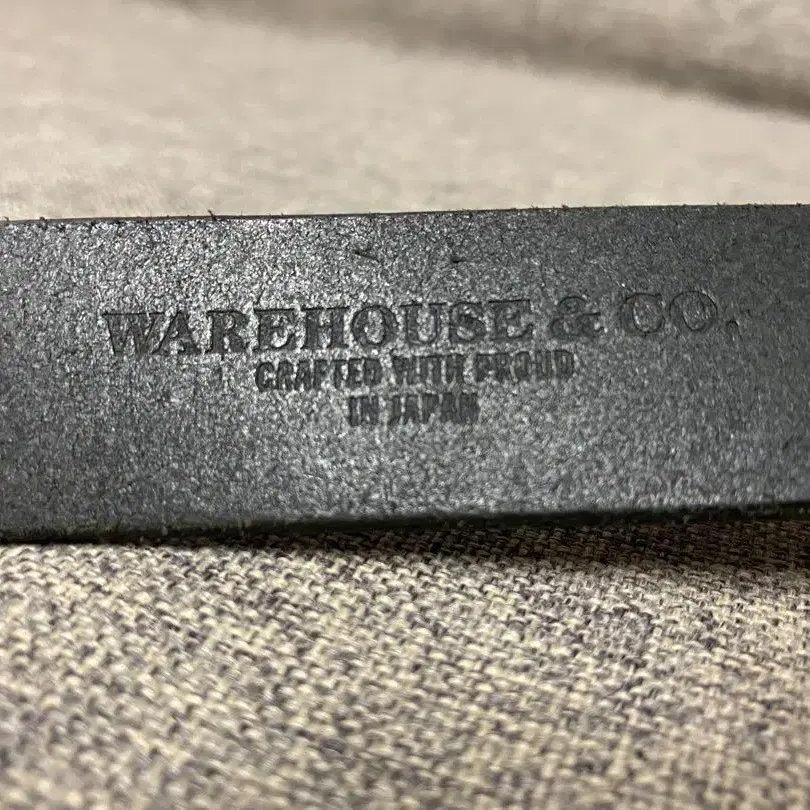 WAREHOUSE & CO.
CRAFTED WITH PROUD
IN JAPAN